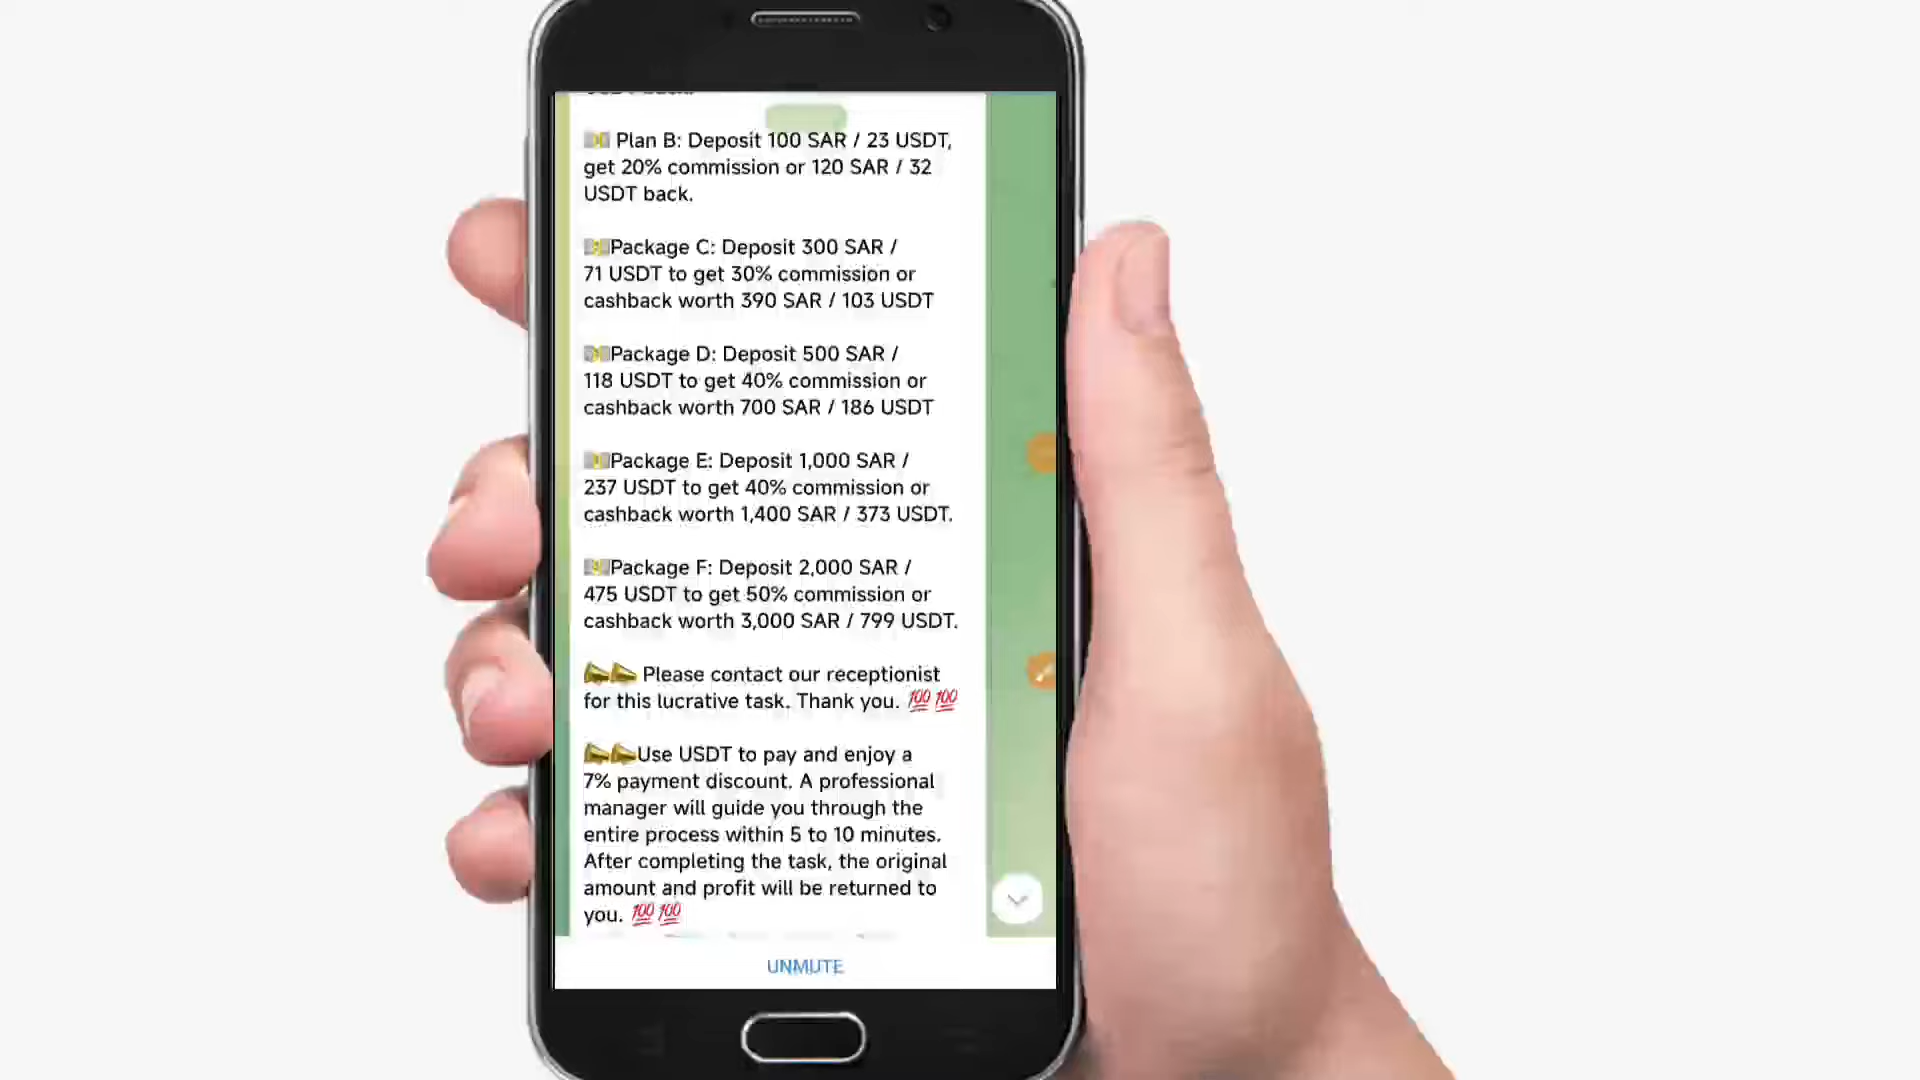 Plan B: Deposit 100 SAR / 23 USDT,
get 20% commission or 120 SAR / 32
USDT back.
Package C: Deposit 300 SAR /
71 USDT to get 30% commission or
cashback worth 390 SAR / 103 USDT
Package D: Deposit 500 SAR /
118 USDT to get 40% commission or
cashback worth 700 SAR / 186 USDT
Package E: Deposit 1,000 SAR /
237 USDT to get 40% commission or
cashback worth 1,400 SAR / 373 USDT.
Package F: Deposit 2,000 SAR /
475 USDT to get 50% commission or
cashback worth 3,000 SAR / 799 USDT.
Please contact our receptionist
for this lucrative task. Thank you. 💯💯
Use USDT to pay and enjoy a
7% payment discount. A professional
manager will guide you through the
entire process within 5 to 10 minutes.
After completing the task, the original
amount and profit will be returned to
you. 💯💯
UNMUTE